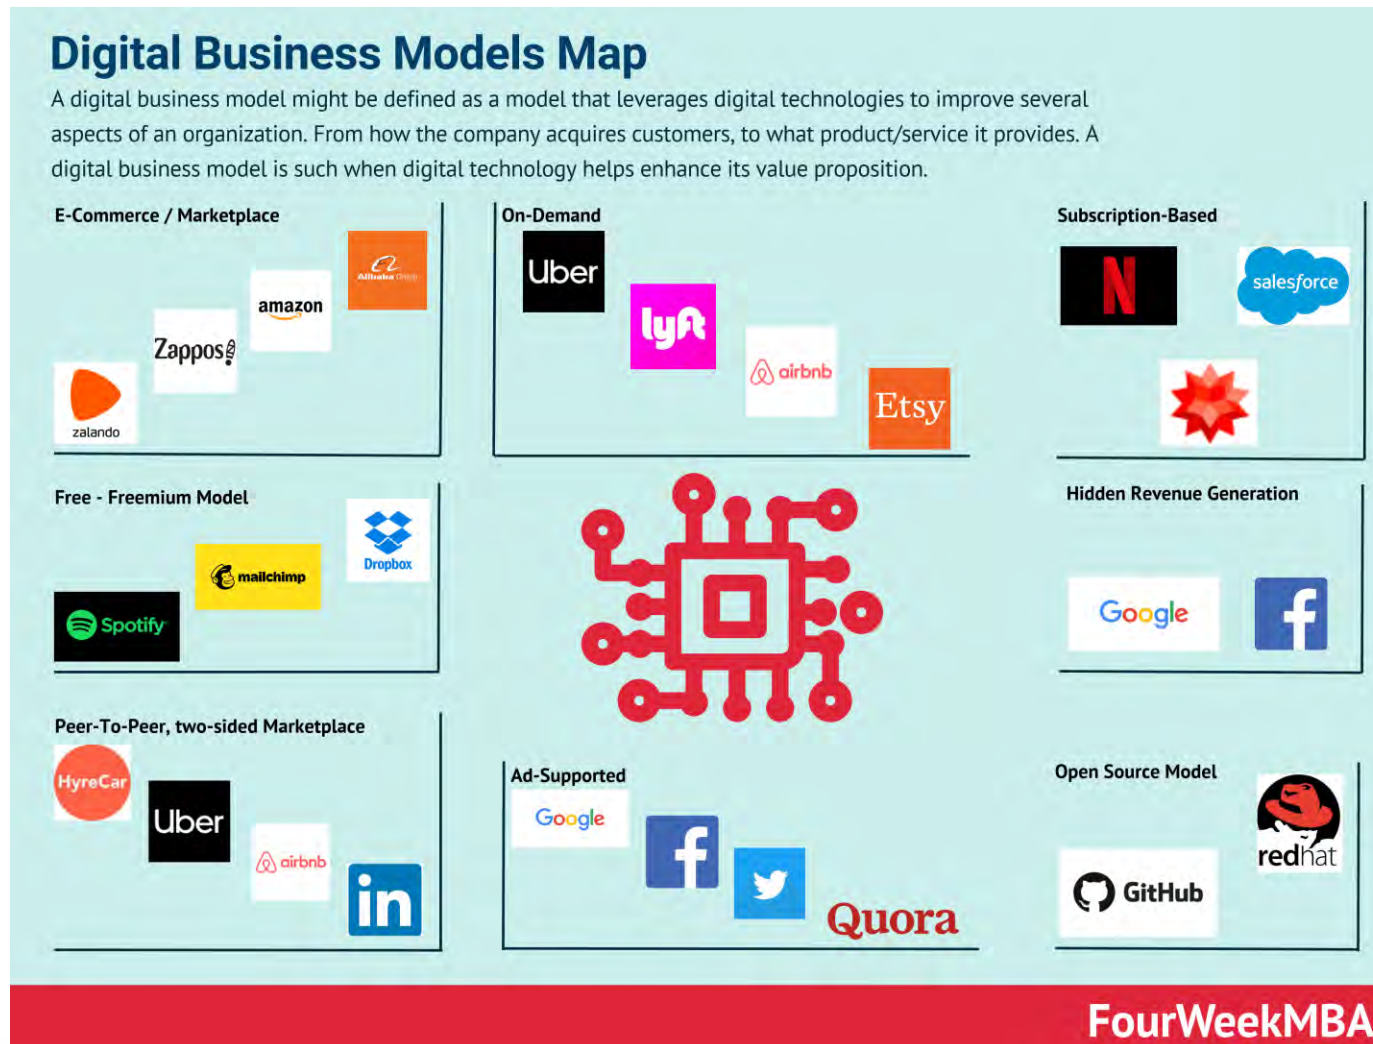 Digital Business Models Map
A digital business model might be defined as a model that leverages digital technologies to improve several
aspects of an organization. From how the company acquires customers, to what product/service it provides. A
digital business model is such when digital technology helps enhance its value proposition.
E-Commerce / Marketplace
Alibaba Group
amazon
Zappos
zalando
On-Demand
Uber
lyft
airbnb
Etsy
Subscription-Based
N
salesforce
Free - Freemium Model
Dropbox
mailchimp
Spotify
Hidden Revenue Generation
Google
f
Peer-To-Peer, two-sided Marketplace
HyreCar
Uber
airbnb
in
Ad-Supported
Google
f
Quora
Open Source Model
redhat
GitHub
FourWeekMBA